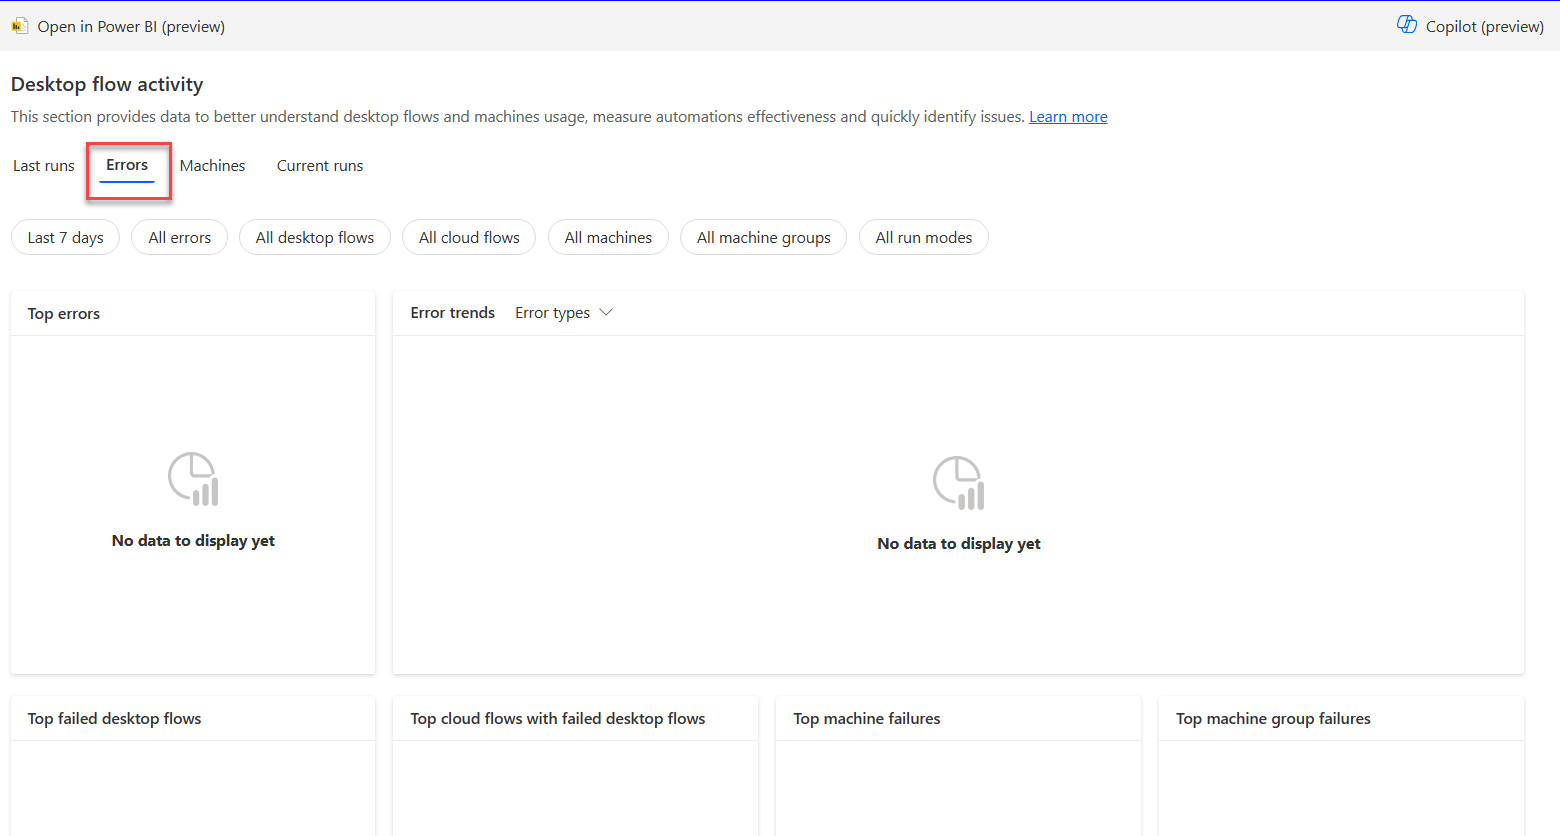 Open in Power BI (preview)
Copilot (preview)
Desktop flow activity
This section provides data to better understand desktop flows and machines usage, measure automations effectiveness and quickly identify issues. Learn more
Last runs Errors Machines Current runs
Last 7 days All errors All desktop flows All cloud flows All machines All machine groups All run modes
Top errors
Error trends Error types
No data to display yet
No data to display yet
Top failed desktop flows
Top cloud flows with failed desktop flows
Top machine failures
Top machine group failures